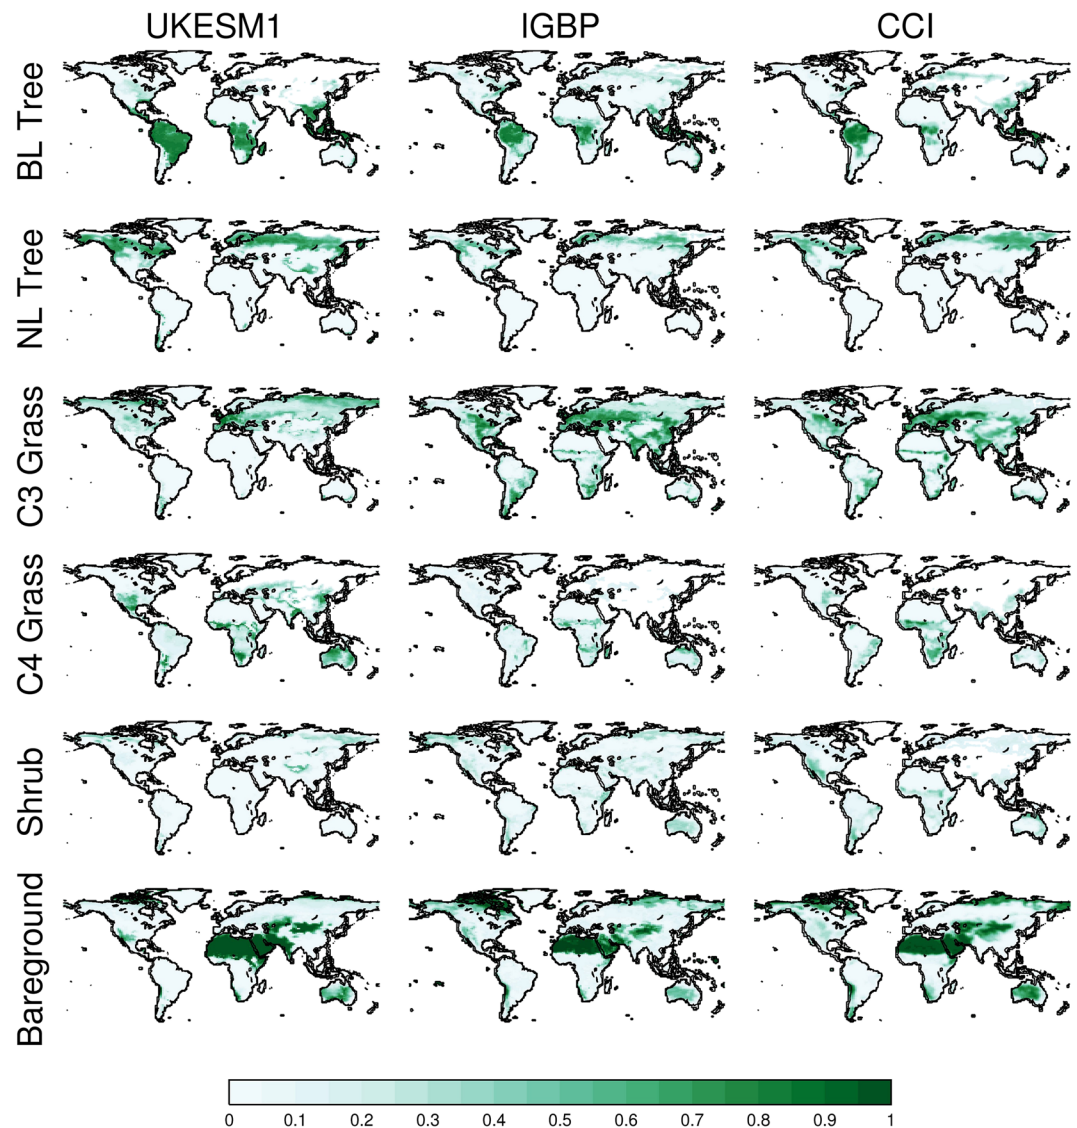 UKESM1 IGBP CCI
BL Tree
NL Tree
C3 Grass
C4 Grass
Shrub
Bareground
0 0.1 0.2 0.3 0.4 0.5 0.6 0.7 0.8 0.9 1